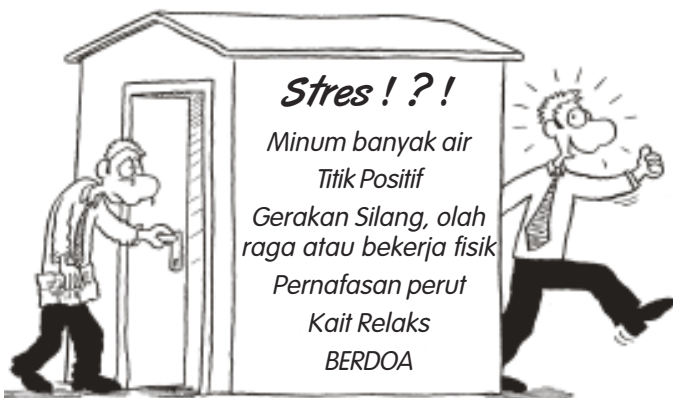 Stres ! ? !
Minum banyak air
Titik Positif
Gerakan Silang, olah
raga atau bekerja fisik
Pernafasan perut
Kait Relaks
BERDOA